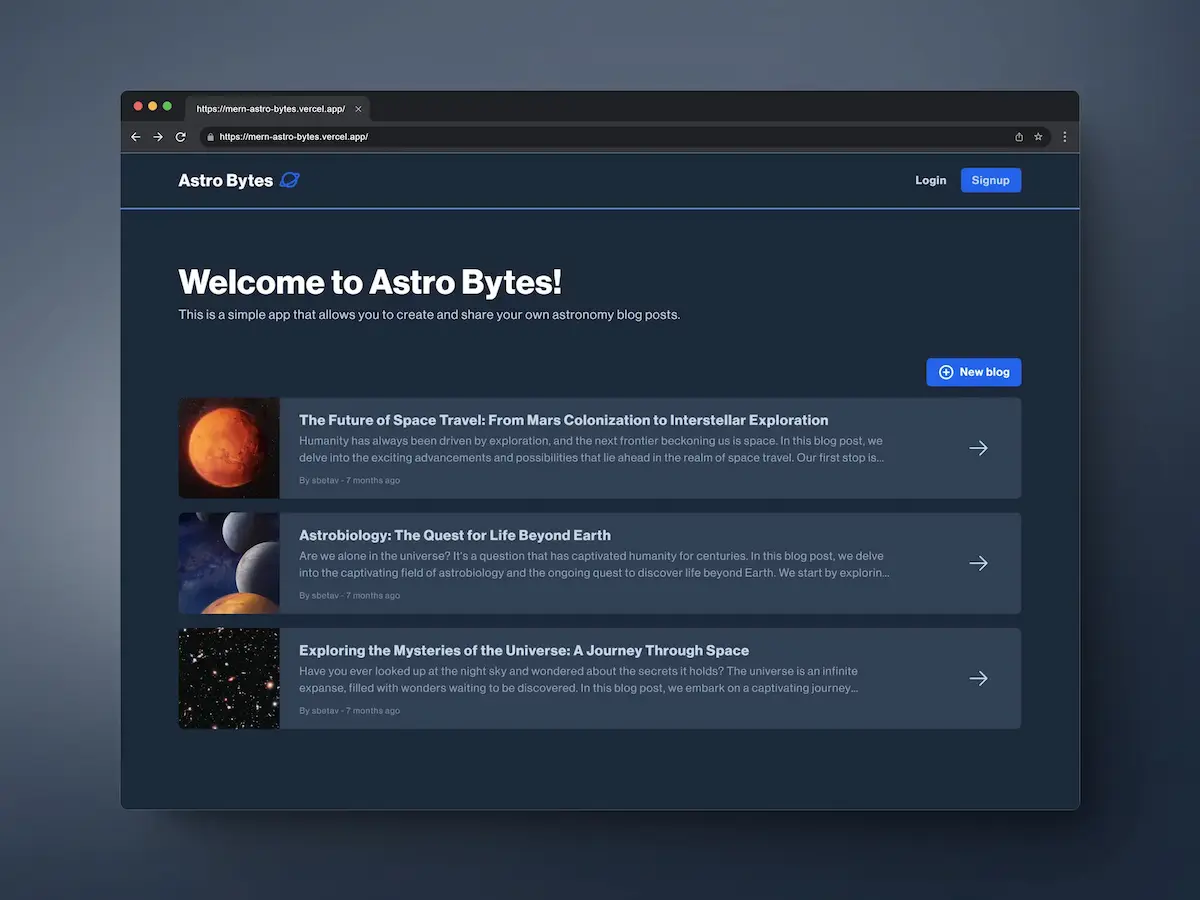 https://mern-astro-bytes.vercel.app/
https://mern-astro-bytes.vercel.app/
Astro Bytes
Login
Signup
Welcome to Astro Bytes!
This is a simple app that allows you to create and share your own astronomy blog posts.
New blog
The Future of Space Travel: From Mars Colonization to Interstellar Exploration
Humanity has always been driven by exploration, and the next frontier beckoning us is space. In this blog post, we
delve into the exciting advancements and possibilities that lie ahead in the realm of space travel. Our first stop is...
By sbetav - 7 months ago
Astrobiology: The Quest for Life Beyond Earth
Are we alone in the universe? It's a question that has captivated humanity for centuries. In this blog post, we delve
into the captivating field of astrobiology and the ongoing quest to discover life beyond Earth. We start by explorin...
By sbetav - 7 months ago
Exploring the Mysteries of the Universe: A Journey Through Space
Have you ever looked up at the night sky and wondered about the secrets it holds? The universe is an infinite
expanse, filled with wonders waiting to be discovered. In this blog post, we embark on a captivating journey...
By sbetav - 7 months ago